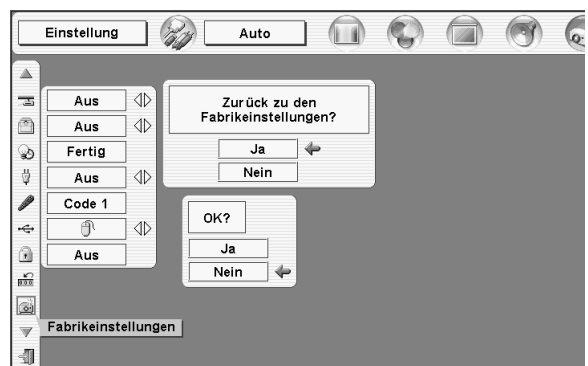 Einstellung
Auto
Aus
Aus
Fertig
Aus
Code 1
Aus
Zurück zu den
Fabrikeinstellungen?
Ja
Nein
OK?
Ja
Nein
Fabrikeinstellungen